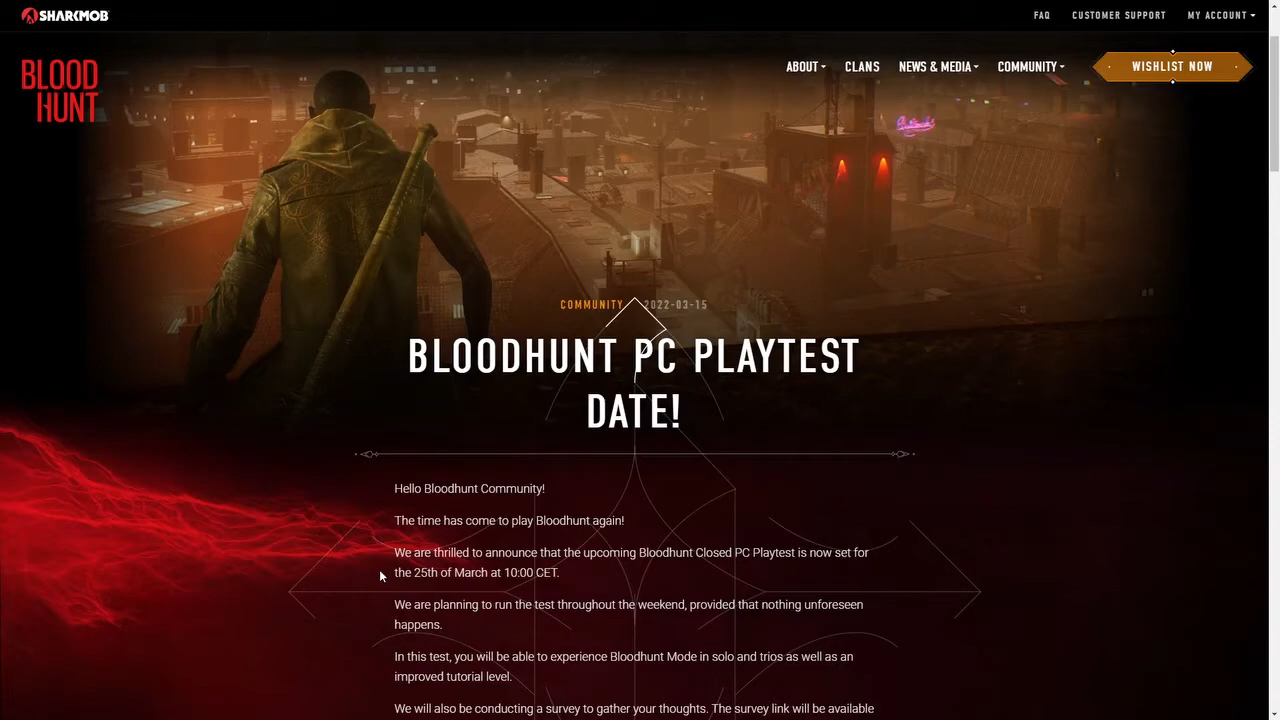 SHARKMOB
FAQ
CUSTOMER SUPPORT
MY ACCOUNT
BLOOD
HUNT
ABOUT
CLANS
NEWS & MEDIA
COMMUNITY
WISHLIST NOW
COMMUNITY
2022-03-15
BLOODHUNT PC PLAYTEST
DATE!
Hello Bloodhunt Community!
The time has come to play Bloodhunt again!
We are thrilled to announce that the upcoming Bloodhunt Closed PC Playtest is now set for
the 25th of March at 10:00 CET.
We are planning to run the test throughout the weekend, provided that nothing unforeseen
happens.
In this test, you will be able to experience Bloodhunt Mode in solo and trios as well as an
improved tutorial level.
We will also be conducting a survey to gather your thoughts. The survey link will be available